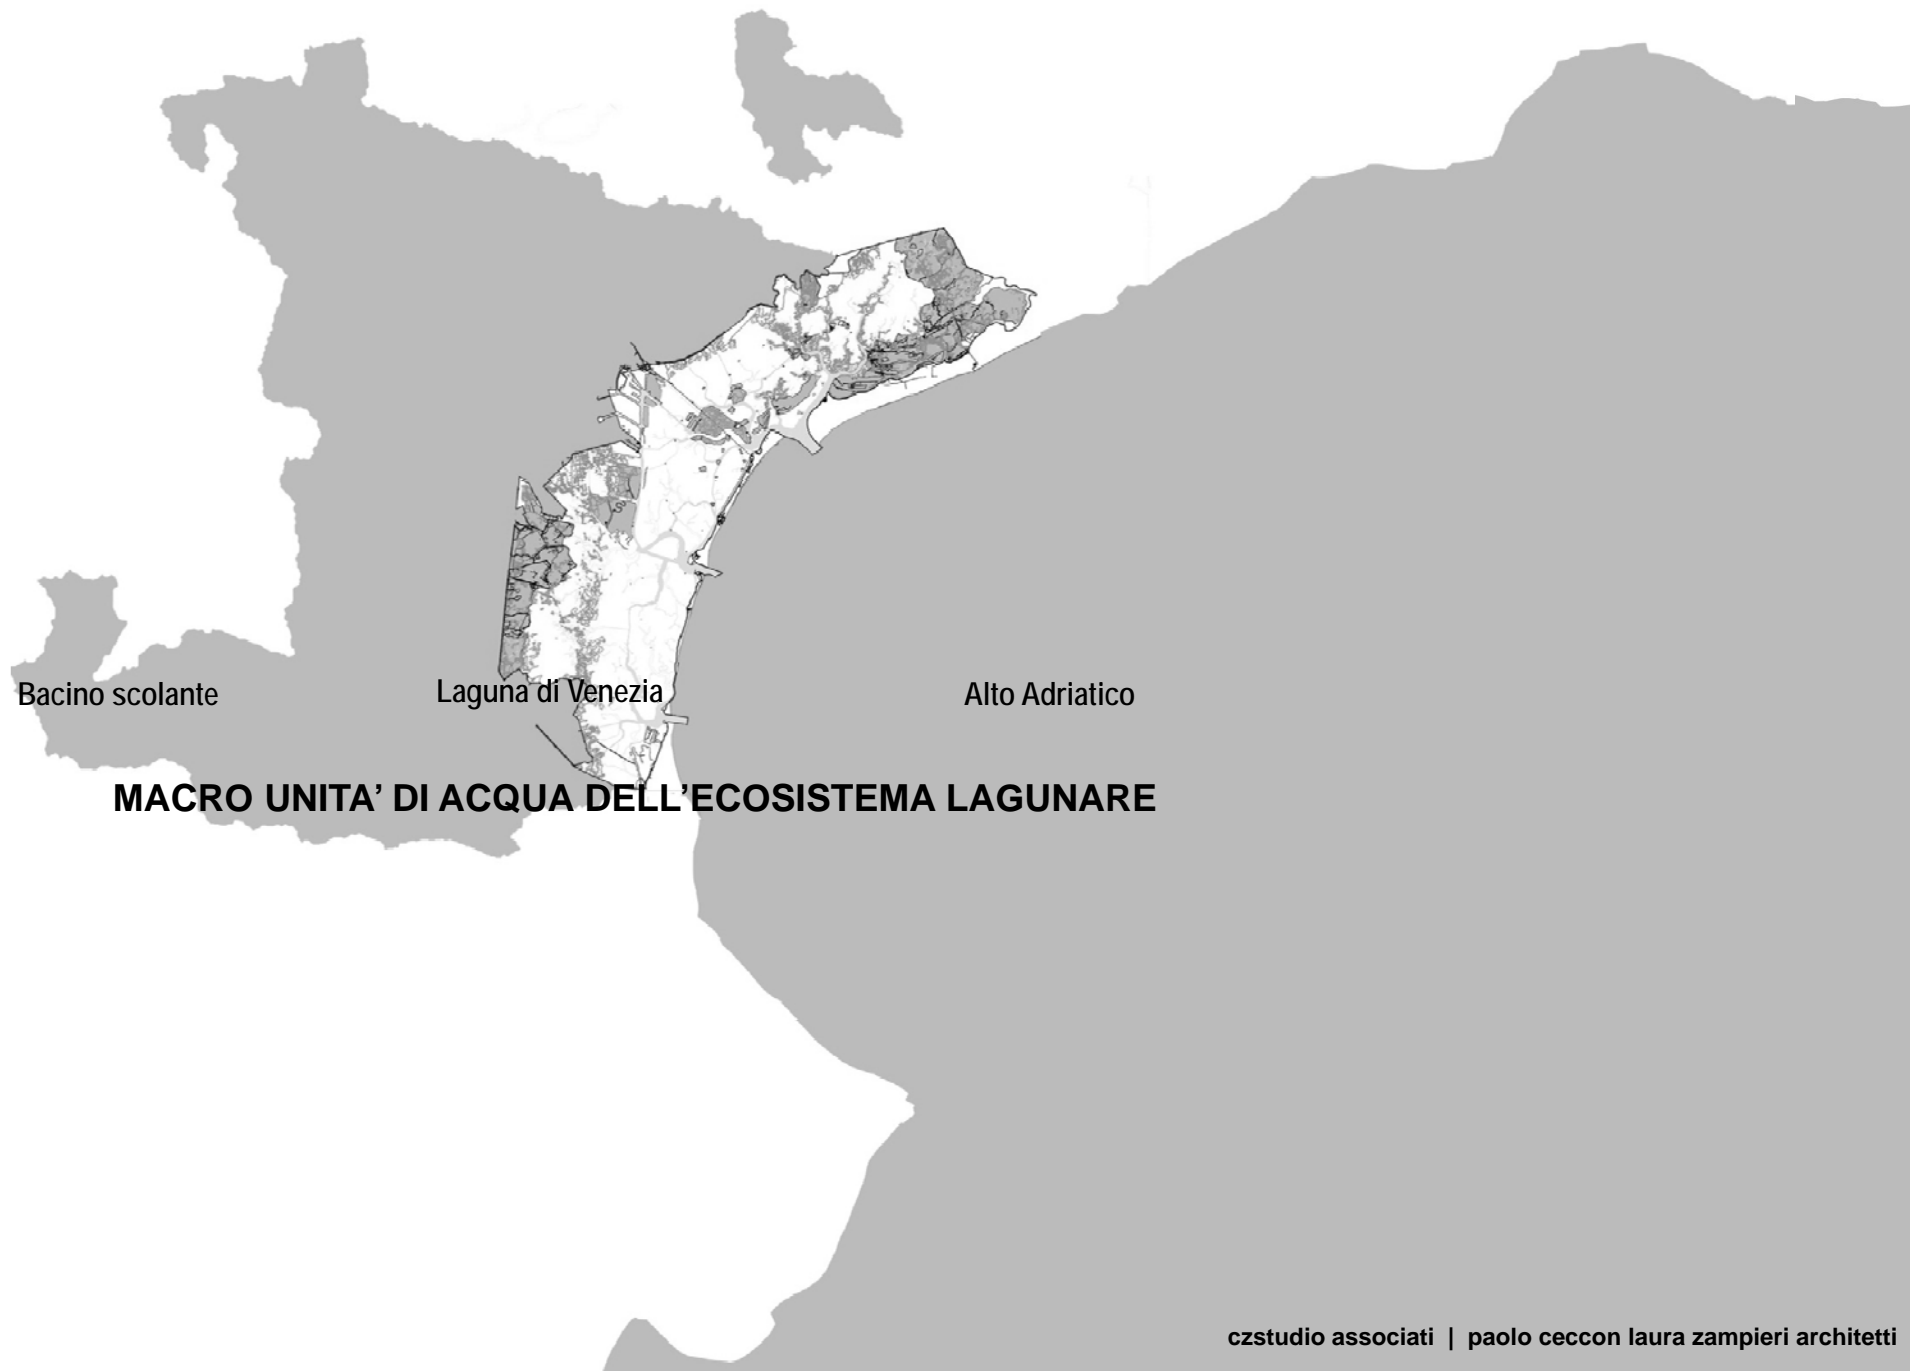 Bacino scolante
Laguna di Venezia
Alto Adriatico
MACRO UNITA’ DI ACQUA DELL’ECOSISTEMA LAGUNARE
czstudio associati | paolo ceccon laura zampieri architetti